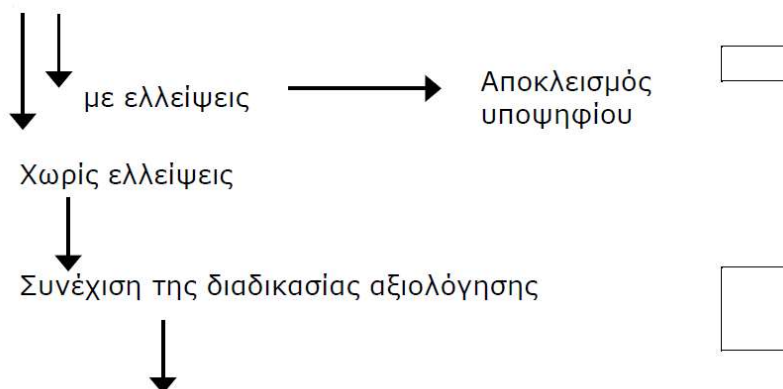 με ελλείψεις
Αποκλεισμός
υποψηφίου
Χωρίς ελλείψεις
Συνέχιση της διαδικασίας αξιολόγησης